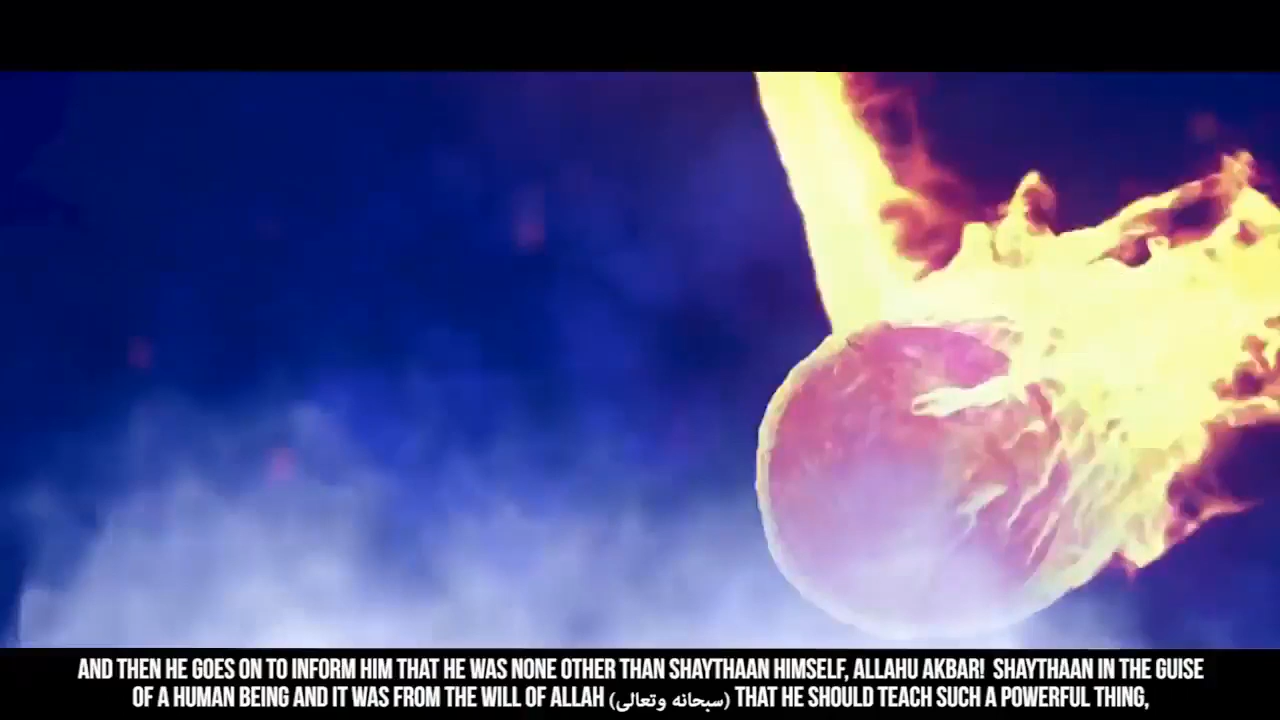 AND THEN HE GOES ON TO INFORM HIM THAT HE WAS NONE OTHER THAN SHAYTHAAN HIMSELF, ALLAHU AKBAR! SHAYTHAAN IN THE GUISE
OF A HUMAN BEING AND IT WAS FROM THE WILL OF ALLAH (سبحانه وتعالى) THAT HE SHOULD TEACH SUCH A POWERFUL THING,